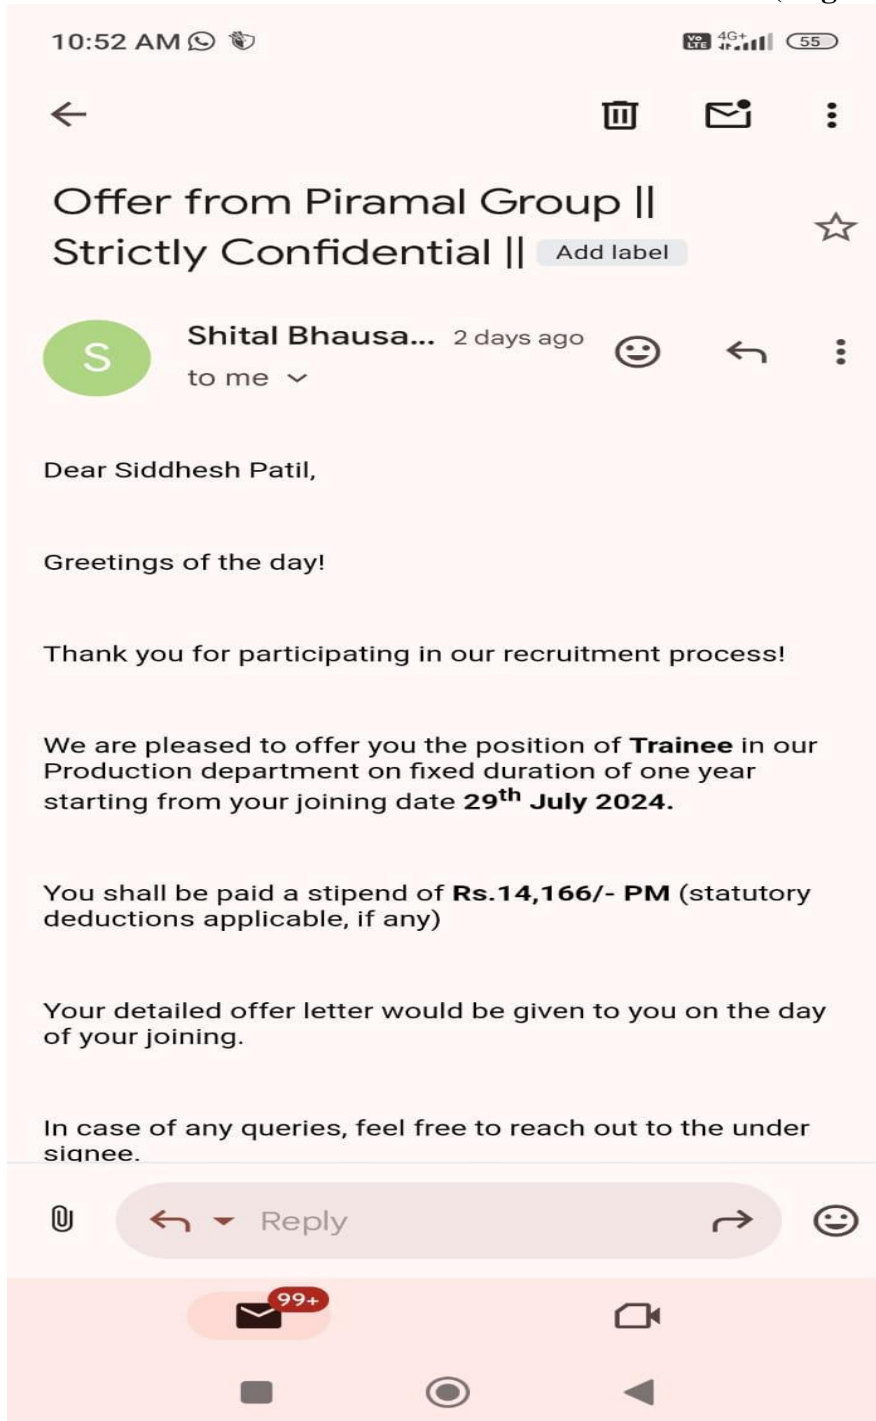 10:52 AM
Vo LTE 4G+ 55
Offer from Piramal Group ||
Strictly Confidential || Add label
S
Shital Bhausa... 2 days ago
to me
Dear Siddhesh Patil,
Greetings of the day!
Thank you for participating in our recruitment process!
We are pleased to offer you the position of Trainee in our
Production department on fixed duration of one year
starting from your joining date 29th July 2024.
You shall be paid a stipend of Rs.14,166/- PM (statutory
deductions applicable, if any)
Your detailed offer letter would be given to you on the day
of your joining.
In case of any queries, feel free to reach out to the under
signee.
Reply
99+